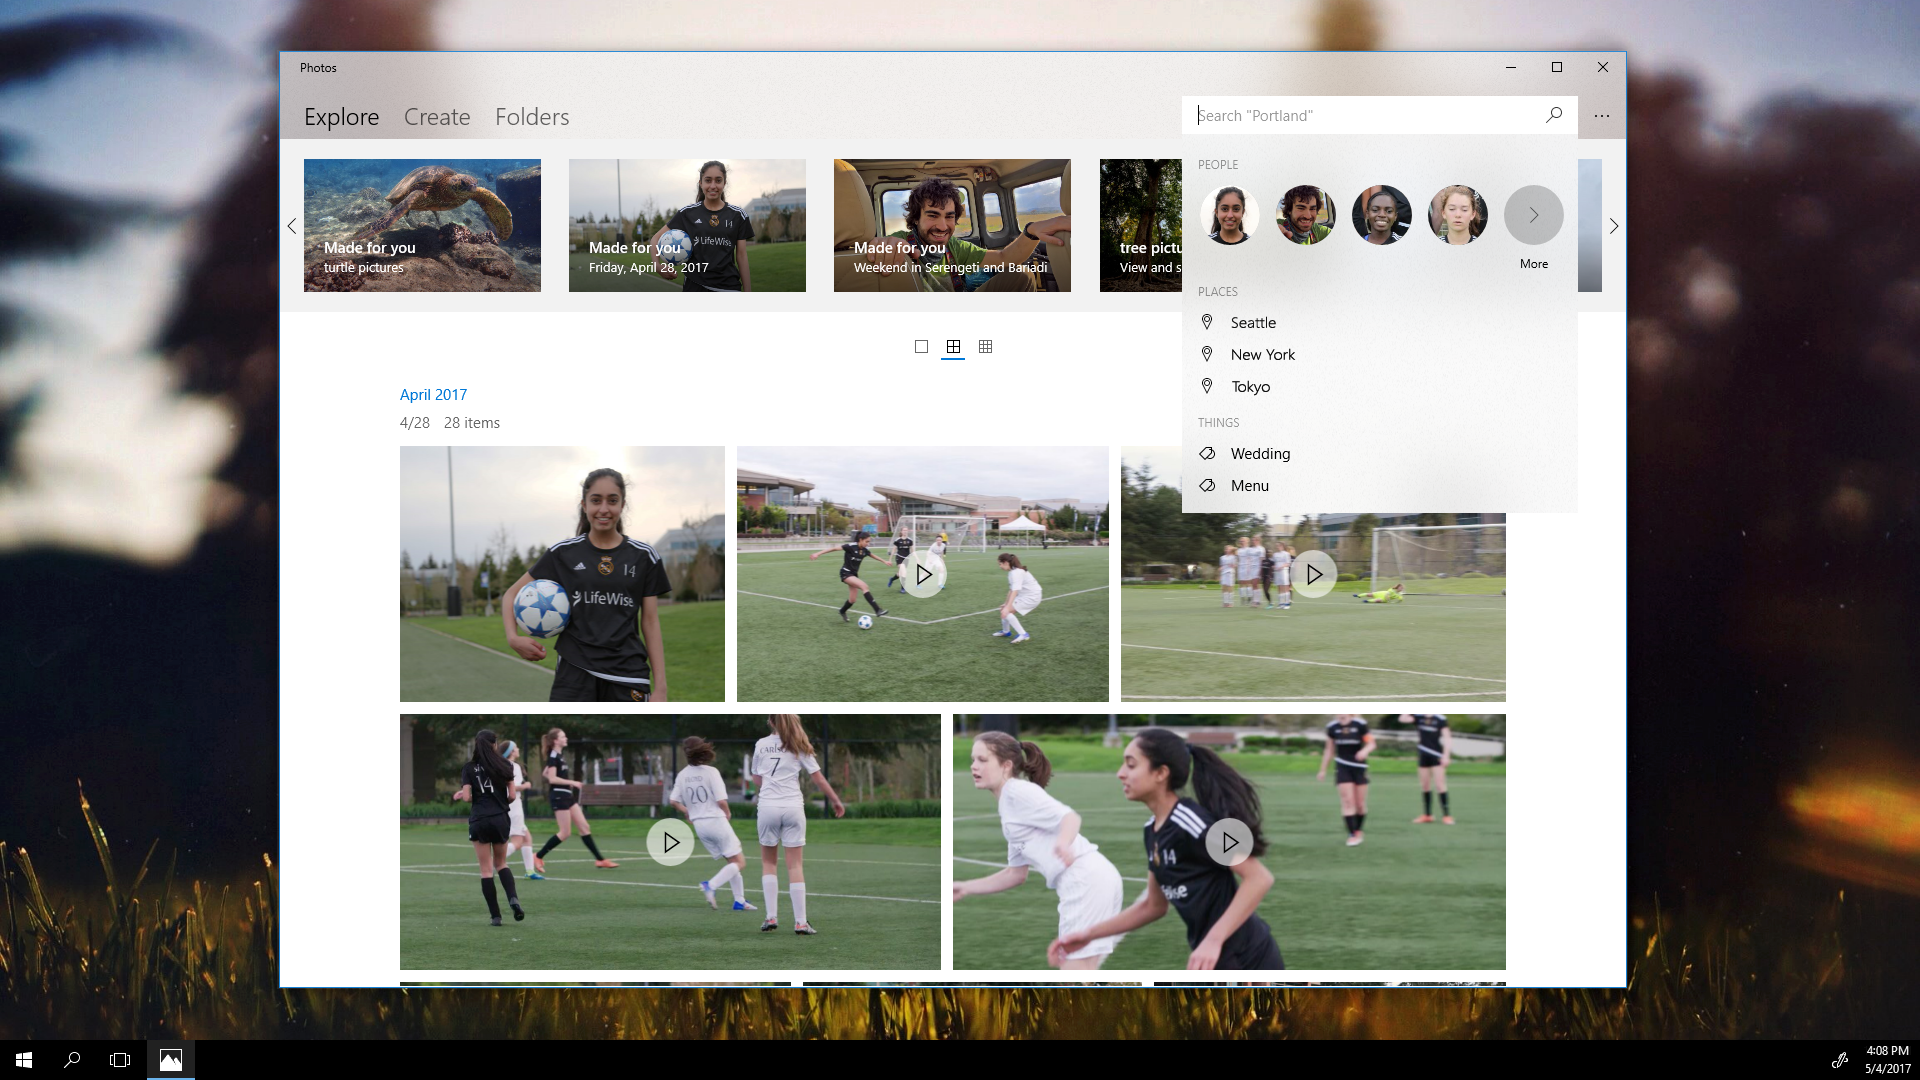 Photos
Explore Create Folders
Search "Portland"
Made for you
turtle pictures
Made for you
Friday, April 28, 2017
14
LifeWise
Made for you
Weekend in Serengeti and Bariadi
tree pictu
View and s
PEOPLE
More
PLACES
Seattle
New York
Tokyo
THINGS
Wedding
Menu
April 2017
4/28 28 items
14
LifeWise
14
20
7
14
4:08 PM
5/4/2017